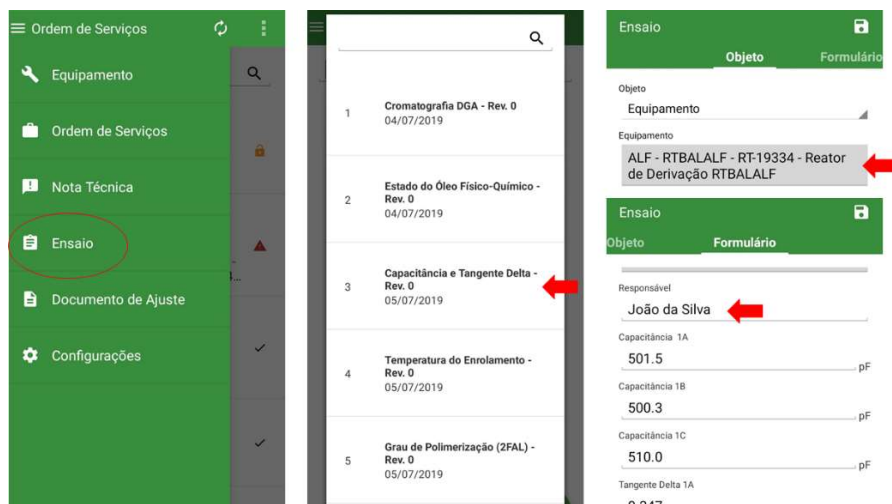 Ordem de Serviços
Equipamento
Ordem de Serviços
Nota Técnica
Ensaio
Documento de Ajuste
Configurações
1
Cromatografia DGA - Rev. 0
04/07/2019
2
Estado do Óleo Físico-Químico -
Rev. 0
04/07/2019
3
Capacitância e Tangente Delta -
Rev. 0
05/07/2019
4
Temperatura do Enrolamento -
Rev. 0
05/07/2019
5
Grau de Polimerização (2FAL) -
Rev. 0
05/07/2019
Ensaio
Objeto Formulário
Objeto
Equipamento
Equipamento
ALF - RTBALALF - RT-19334 - Reator
de Derivação RTBALALF
Ensaio
Objeto Formulário
Responsável
João da Silva
Capacitância 1A
501.5 pF
Capacitância 1B
500.3 pF
Capacitância 1C
510.0 pF
Tangente Delta 1A